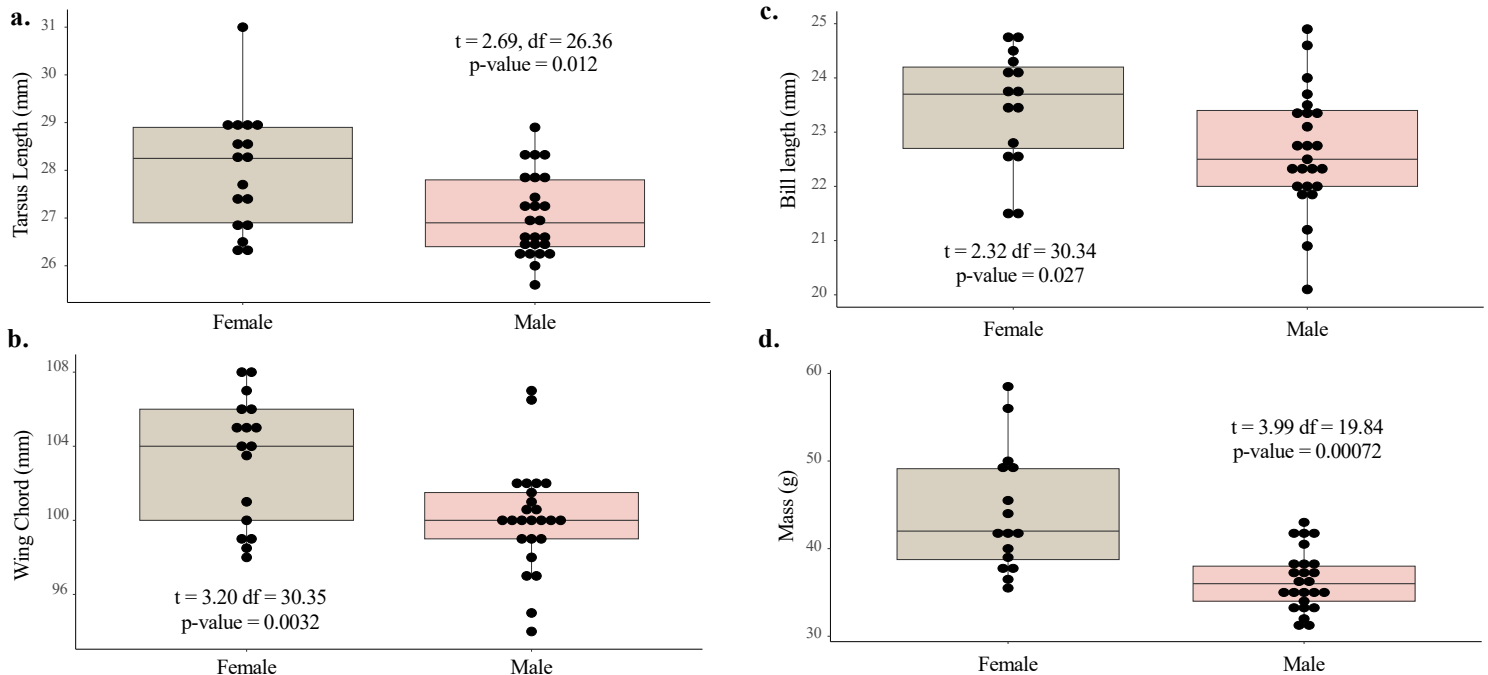 a.
Tarsus Length (mm)
31
30
29
28
27
26
t = 2.69, df = 26.36
p-value = 0.012
Female
Male
b.
Wing Chord (mm)
108
104
100
96
t = 3.20 df = 30.35
p-value = 0.0032
Female
Male
c.
Bill length (mm)
25
24
23
22
21
20
t = 2.32 df = 30.34
p-value = 0.027
Female
Male
d.
Mass (g)
60
50
40
30
t = 3.99 df = 19.84
p-value = 0.00072
Female
Male